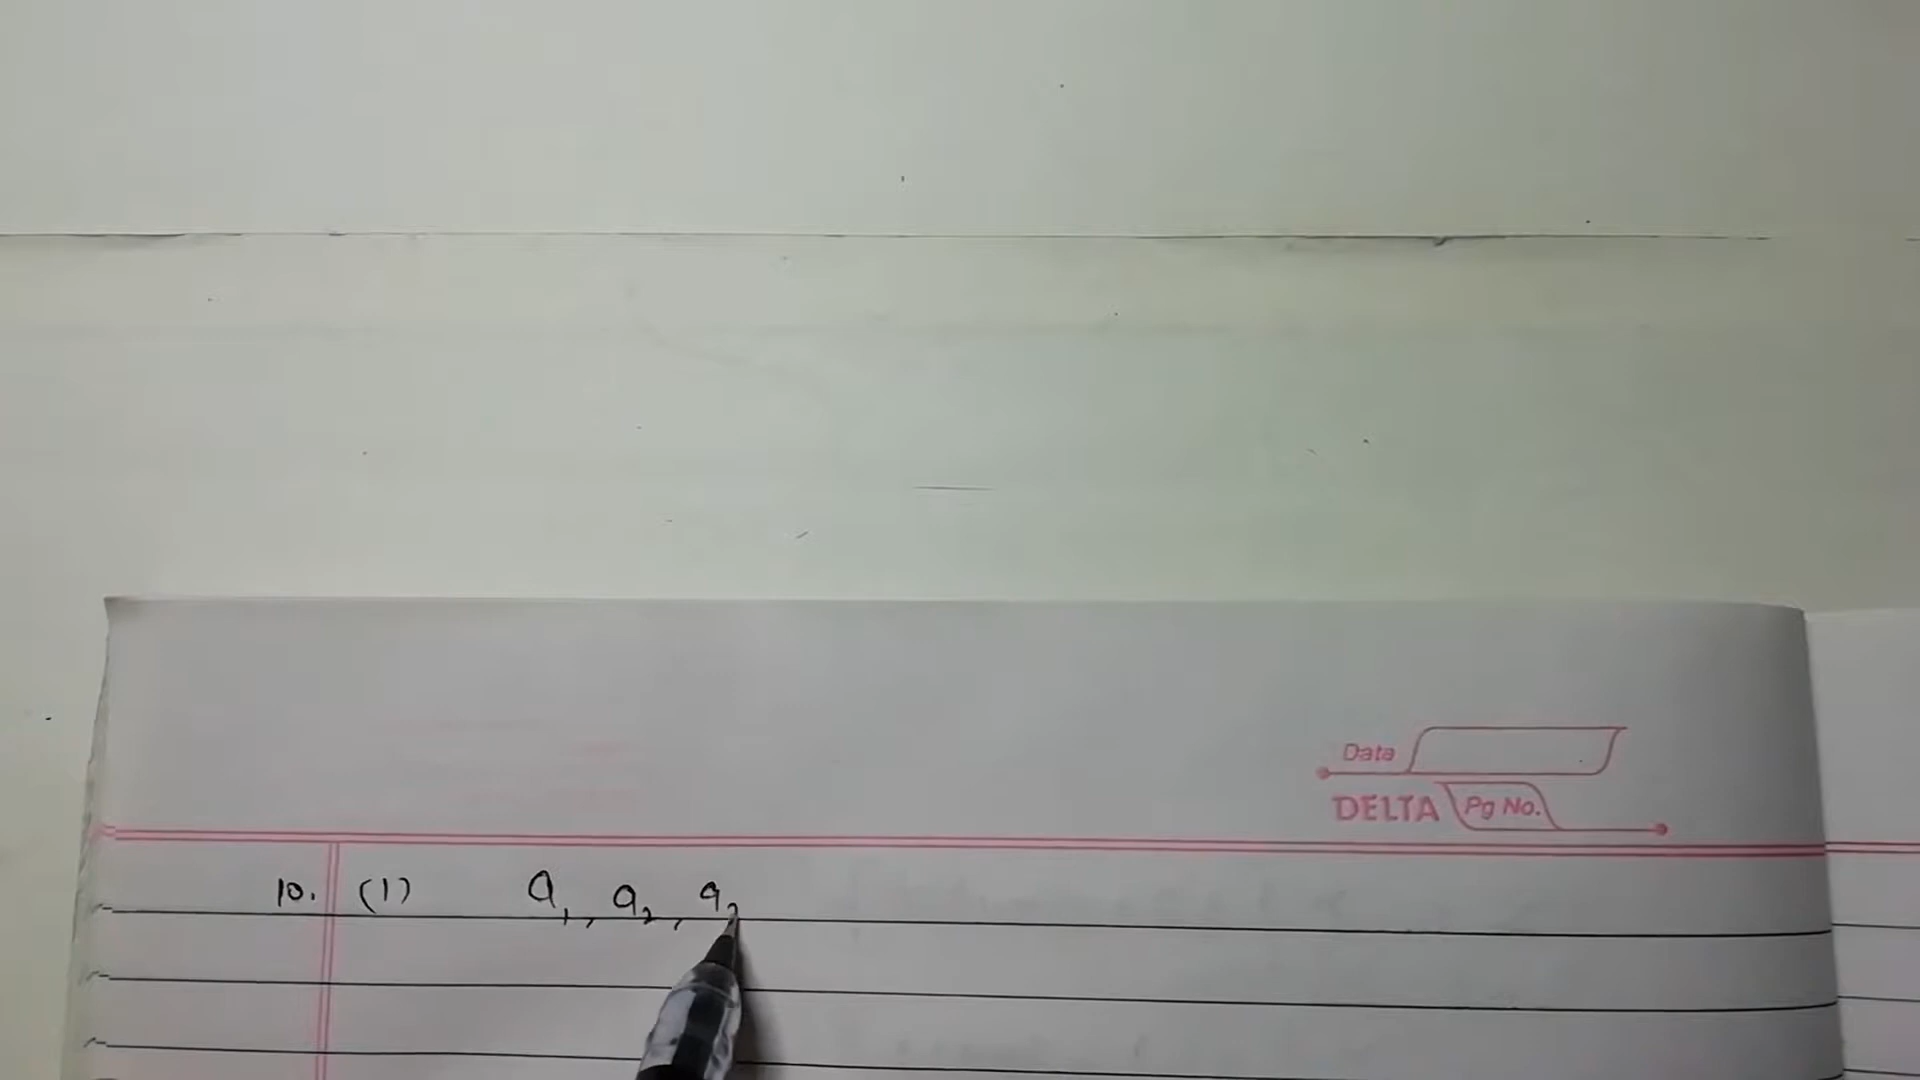 Data
DELTA Pg No.
10. (1) a₁, a₂, a₃